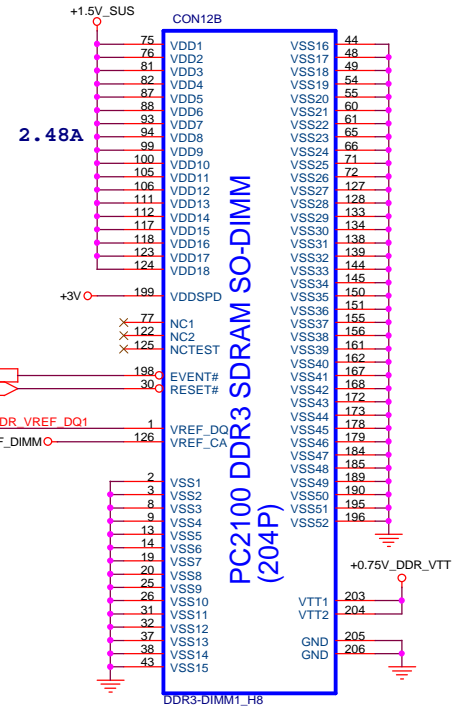 +1.5V_SUS
CON12B
2.48A
75 VDD1
76 VDD2
81 VDD3
82 VDD4
87 VDD5
88 VDD6
93 VDD7
94 VDD8
99 VDD9
100 VDD10
105 VDD11
106 VDD12
111 VDD13
112 VDD14
117 VDD15
118 VDD16
123 VDD17
124 VDD18
+3V 199 VDDSPD
77 NC1
122 NC2
125 NCTEST
198 EVENT#
30 RESET#
DR_VREF_DQ1 1 VREF_DQ
F_DIMM 126 VREF_CA
2 VSS1
3 VSS2
8 VSS3
9 VSS4
13 VSS5
14 VSS6
19 VSS7
20 VSS8
25 VSS9
26 VSS10
31 VSS11
32 VSS12
37 VSS13
38 VSS14
43 VSS15
PC2100 DDR3 SDRAM SO-DIMM
(204P)
VSS16 44
VSS17 48
VSS18 49
VSS19 54
VSS20 55
VSS21 60
VSS22 61
VSS23 65
VSS24 66
VSS25 71
VSS26 72
VSS27 127
VSS28 128
VSS29 133
VSS30 134
VSS31 138
VSS32 139
VSS33 144
VSS34 145
VSS35 150
VSS36 151
VSS37 155
VSS38 156
VSS39 161
VSS40 162
VSS41 167
VSS42 168
VSS43 172
VSS44 173
VSS45 178
VSS46 179
VSS47 184
VSS48 185
VSS49 189
VSS50 190
VSS51 195
VSS52 196
+0.75V_DDR_VTT
VTT1 203
VTT2 204
GND 205
GND 206
DDR3-DIMM1_H8